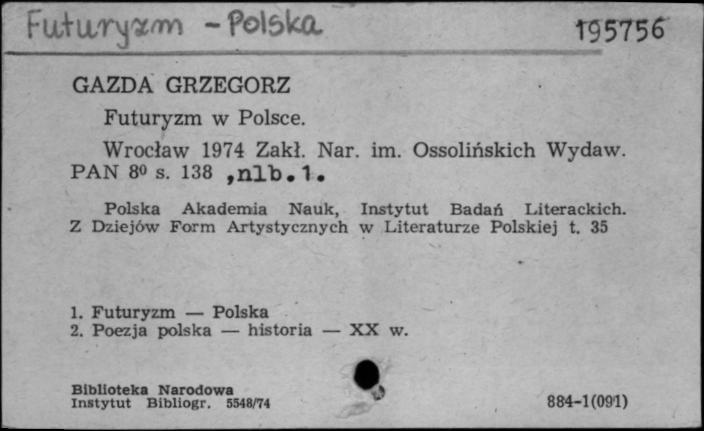 Futuryzm - Polska 195756
GAZDA GRZEGORZ
Futuryzm w Polsce.
Wrocław 1974 Zakł. Nar. im. Ossolińskich Wydaw.
PAN 8⁰ s. 138 ,nlb.1.
Polska Akademia Nauk, Instytut Badań Literackich.
Z Dziejów Form Artystycznych w Literaturze Polskiej t. 35
1. Futuryzm — Polska
2. Poezja polska — historia — XX w.
Biblioteka Narodowa
Instytut Bibliogr. 5548/74 884-1(091)